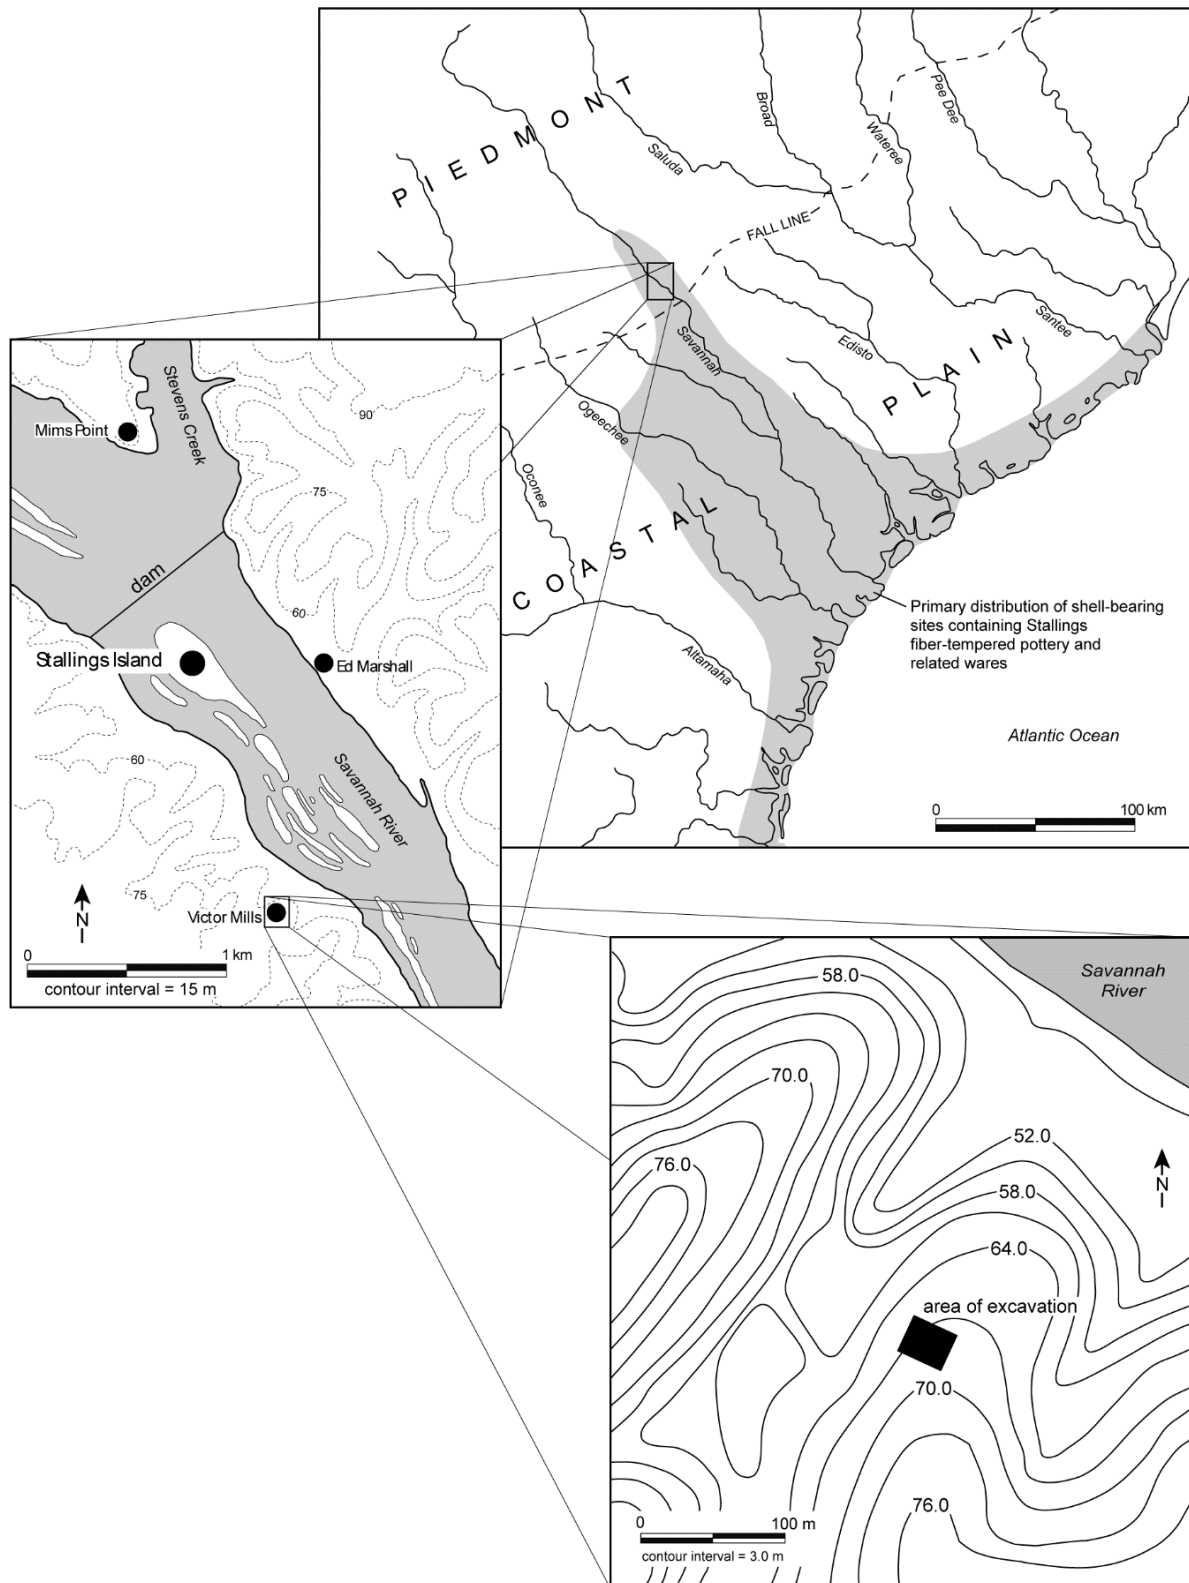 PIEDMONT
Saluda
Broad
Wateree
Pee Dee
FALL LINE
Savannah
Edisto
Santee
PLAIN
Ogeechee
Oconee
COASTAL
Altamaha
Primary distribution of shell-bearing
sites containing Stallings
fiber-tempered pottery and
related wares
Atlantic Ocean
0 100 km
Stevens Creek
Mims Point
90
75
dam
60
Stallings Island
Ed Marshall
60
Savannah River
75
Victor Mills
N
0 1 km
contour interval = 15 m
Savannah
River
58.0
70.0
52.0
76.0
58.0
N
64.0
area of excavation
70.0
76.0
0 100 m
contour interval = 3.0 m